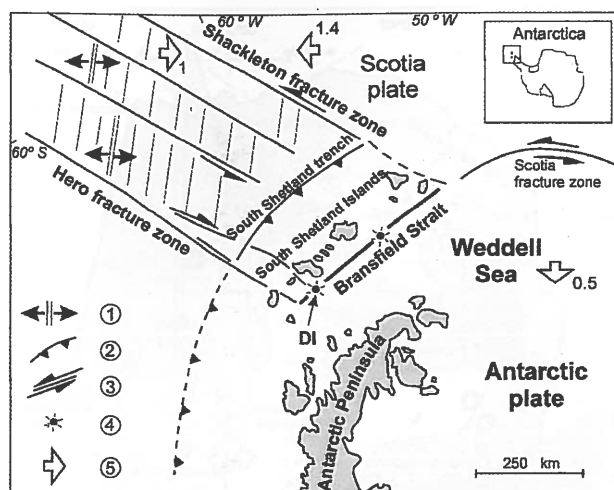 60° W
1.4
50° W
Antarctica
Shackleton fracture zone
1
Scotia
plate
60° S
Hero fracture zone
South Shetland trench
South Shetland Islands
Bransfield Strait
Scotia
fracture zone
Weddell
Sea
0.5
DI
Antarctic Peninsula
Antarctic
plate
①
②
③
④
⑤
250 km